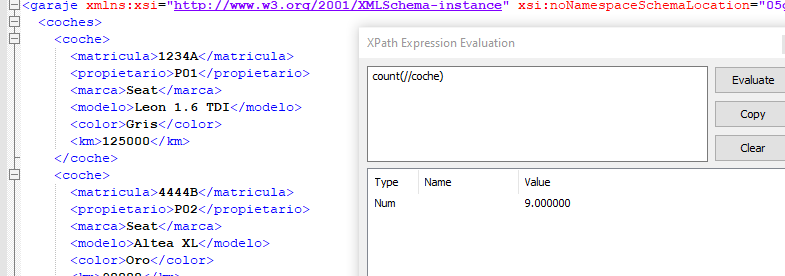 <garaje xmlns:xsi="http://www.w3.org/2001/XMLSchema-instance" xsi:noNamespaceSchemaLocation="05g
<coches>
<coche>
<matricula>1234A</matricula>
<propietario>P01</propietario>
<marca>Seat</marca>
<modelo>Leon 1.6 TDI</modelo>
<color>Gris</color>
<km>125000</km>
</coche>
<coche>
<matricula>4444B</matricula>
<propietario>P02</propietario>
<marca>Seat</marca>
<modelo>Altea XL</modelo>
<color>Oro</color>
XPath Expression Evaluation
count(//coche)
Evaluate
Copy
Clear
Type Name Value
Num 9.000000